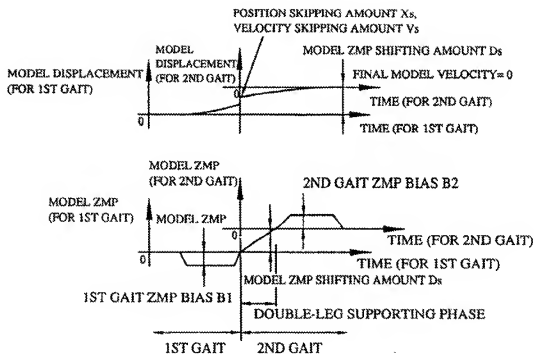 POSITION SKIPPING AMOUNT Xs,
VELOCITY SKIPPING AMOUNT Vs
MODEL
DISPLACEMENT
(FOR 2ND GAIT)
MODEL ZMP SHIFTING AMOUNT Ds
MODEL DISPLACEMENT
(FOR 1ST GAIT)
FINAL MODEL VELOCITY= 0
0
TIME (FOR 2ND GAIT)
0
TIME (FOR 1ST GAIT)
MODEL ZMP
(FOR 2ND GAIT)
2ND GAIT ZMP BIAS B2
MODEL ZMP
(FOR 1ST GAIT)
MODEL ZMP
0
TIME (FOR 2ND GAIT)
0
TIME (FOR 1ST GAIT)
MODEL ZMP SHIFTING AMOUNT Ds
1ST GAIT ZMP BIAS B1
DOUBLE-LEG SUPPORTING PHASE
1ST GAIT
2ND GAIT